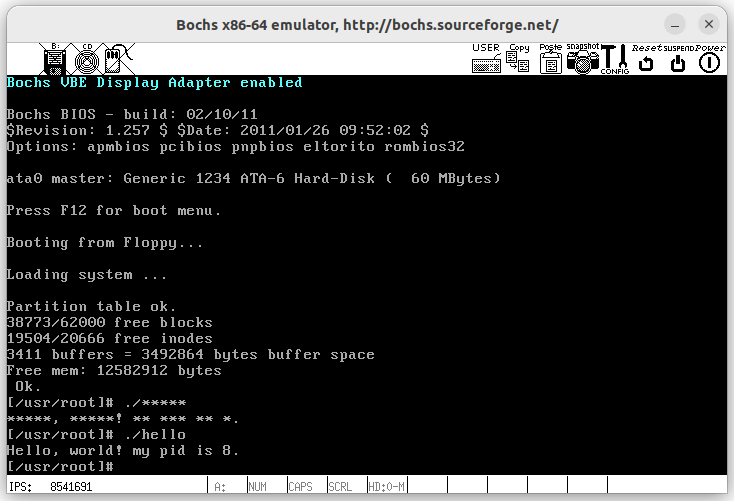 Bochs x86-64 emulator, http://bochs.sourceforge.net/
B: CD USER Copy Paste snapshot CONFIG Reset SUSPEND Power
Bochs VBE Display Adapter enabled
Bochs BIOS - build: 02/10/11
$Revision: 1.257 $ $Date: 2011/01/26 09:52:02 $
Options: apmbios pcibios pnpbios eltorito rombios32
ata0 master: Generic 1234 ATA-6 Hard-Disk (  60 MBytes)
Press F12 for boot menu.
Booting from Floppy...
Loading system ...
Partition table ok.
38773/62000 free blocks
19504/20666 free inodes
3411 buffers = 3492864 bytes buffer space
Free mem: 12582912 bytes
 Ok.
[/usr/root]# ./*****
*****, *****! ** *** ** *.
[/usr/root]# ./hello
Hello, world! my pid is 8.
[/usr/root]#
IPS: 8541691 A: NUM CAPS SCRL HD:0-M